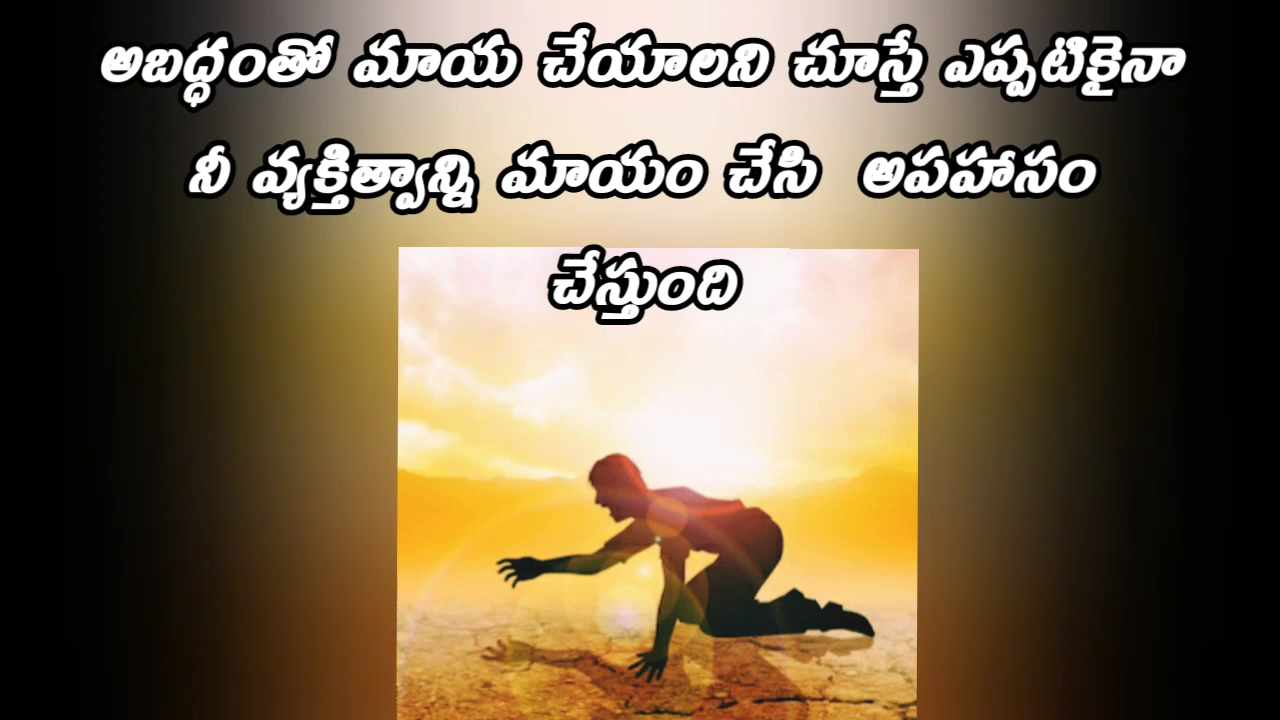 అబద్ధంతో మాయ చేయాలని చూస్తే ఎప్పటికైనా
నీ వ్యక్తిత్వాన్ని మాయం చేసి అపహాసం
చేస్తుంది